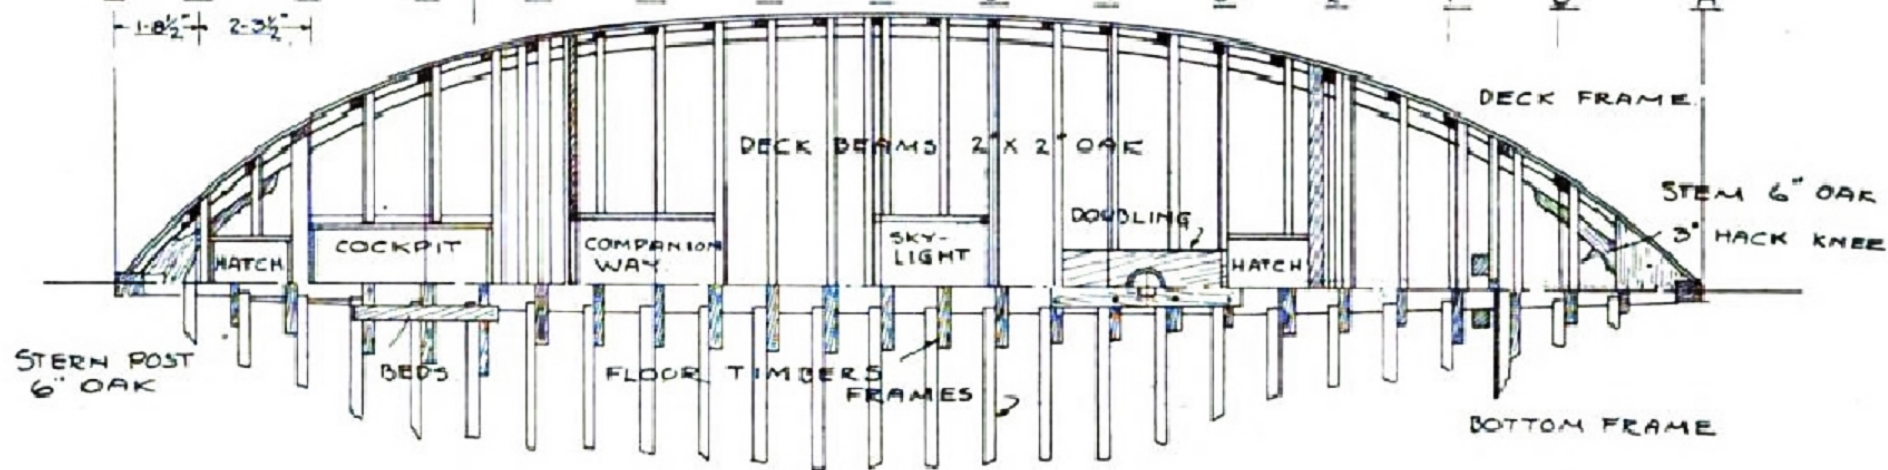 1-8½" 2-3½"
DECK FRAME
DECK BEAMS 2" X 2" OAK
STEM 6" OAK
3" HACK KNEE
DOUBLING
HATCH
COCKPIT
COMPANION
WAY
SKY-
LIGHT
HATCH
STERN POST
6" OAK
BEDS
FLOOR TIMBERS
FRAMES
BOTTOM FRAME